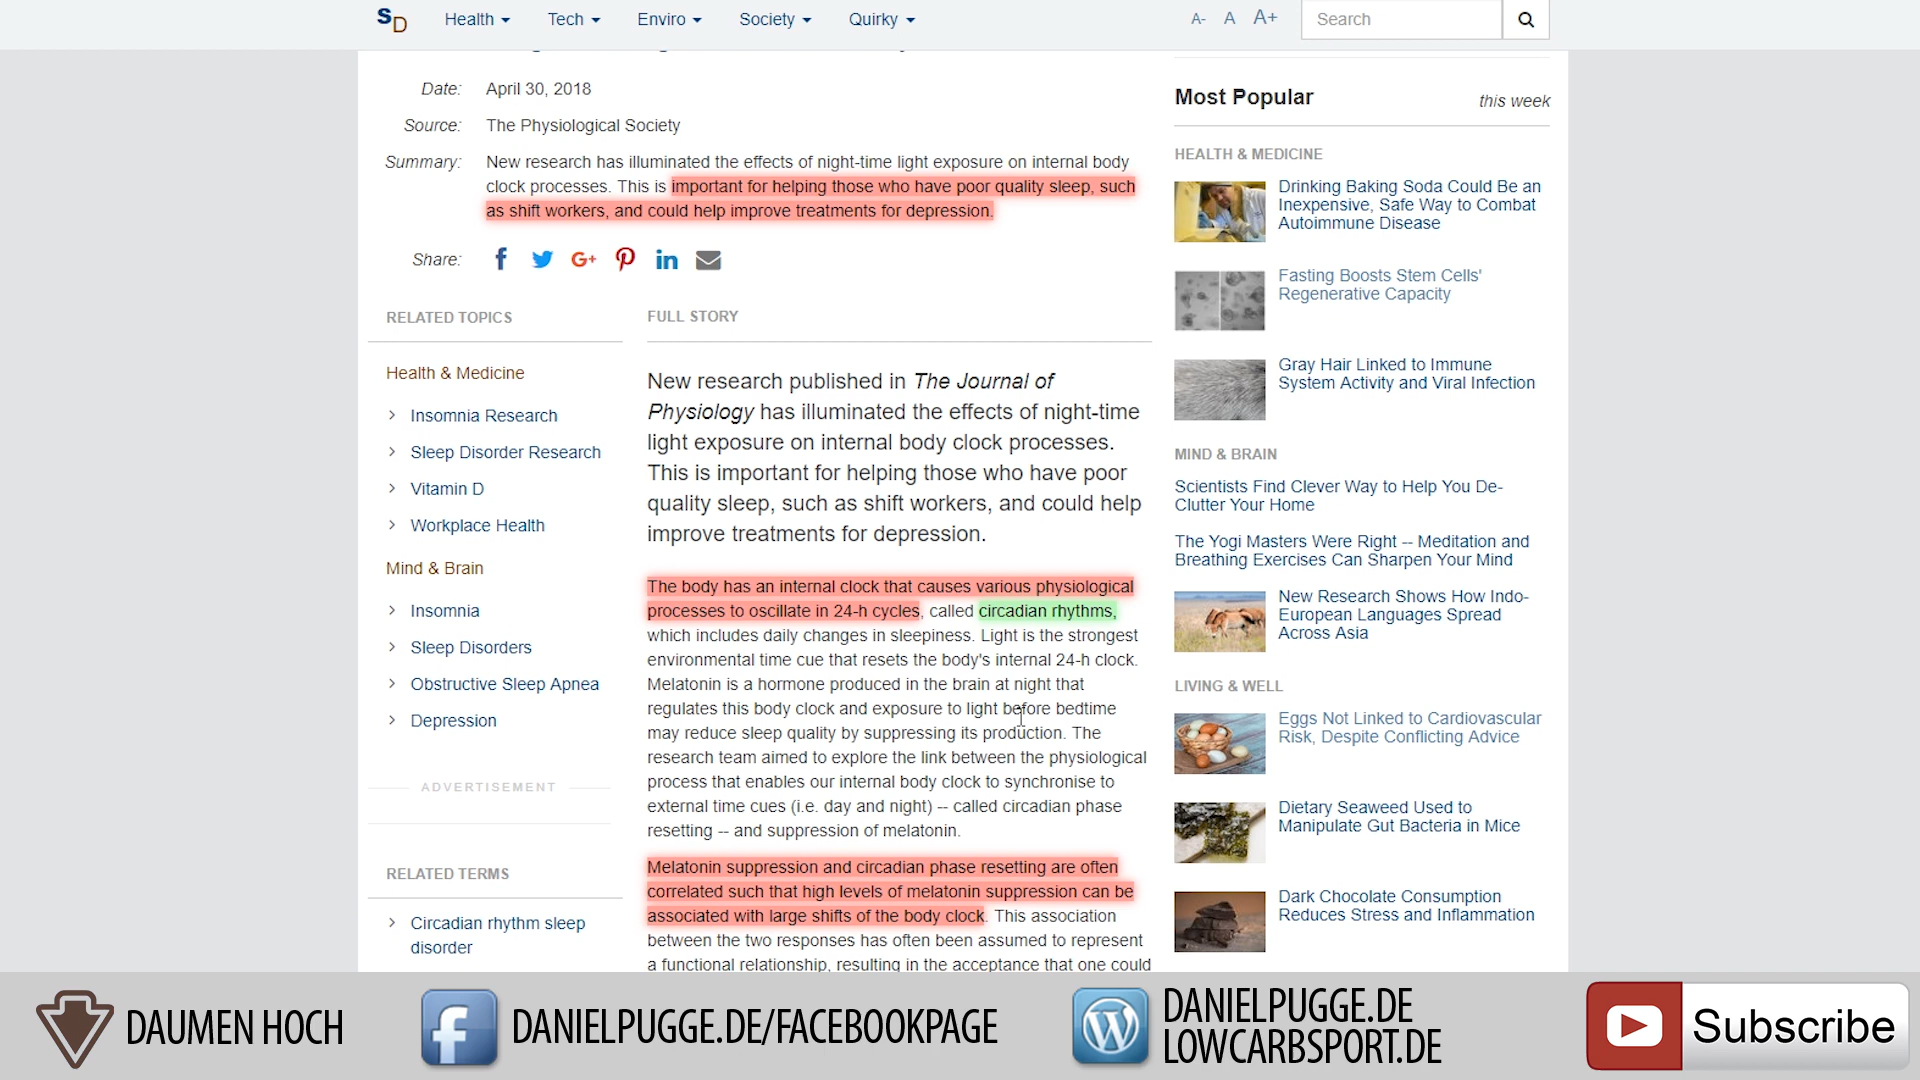 SD Health Tech Enviro Society Quirky A- A A+ Search
Date: April 30, 2018
Source: The Physiological Society
Summary: New research has illuminated the effects of night-time light exposure on internal body
clock processes. This is important for helping those who have poor quality sleep, such
as shift workers, and could help improve treatments for depression.
Share:
RELATED TOPICS
Health & Medicine
Insomnia Research
Sleep Disorder Research
Vitamin D
Workplace Health
Mind & Brain
Insomnia
Sleep Disorders
Obstructive Sleep Apnea
Depression
ADVERTISEMENT
RELATED TERMS
Circadian rhythm sleep
disorder
FULL STORY
New research published in The Journal of
Physiology has illuminated the effects of night-time
light exposure on internal body clock processes.
This is important for helping those who have poor
quality sleep, such as shift workers, and could help
improve treatments for depression.
The body has an internal clock that causes various physiological
processes to oscillate in 24-h cycles, called circadian rhythms,
which includes daily changes in sleepiness. Light is the strongest
environmental time cue that resets the body's internal 24-h clock.
Melatonin is a hormone produced in the brain at night that
regulates this body clock and exposure to light before bedtime
may reduce sleep quality by suppressing its production. The
research team aimed to explore the link between the physiological
process that enables our internal body clock to synchronise to
external time cues (i.e. day and night) -- called circadian phase
resetting -- and suppression of melatonin.
Melatonin suppression and circadian phase resetting are often
correlated such that high levels of melatonin suppression can be
associated with large shifts of the body clock. This association
between the two responses has often been assumed to represent
a functional relationship, resulting in the acceptance that one could
Most Popular this week
HEALTH & MEDICINE
Drinking Baking Soda Could Be an
Inexpensive, Safe Way to Combat
Autoimmune Disease
Fasting Boosts Stem Cells'
Regenerative Capacity
Gray Hair Linked to Immune
System Activity and Viral Infection
MIND & BRAIN
Scientists Find Clever Way to Help You De-
Clutter Your Home
The Yogi Masters Were Right -- Meditation and
Breathing Exercises Can Sharpen Your Mind
New Research Shows How Indo-
European Languages Spread
Across Asia
LIVING & WELL
Eggs Not Linked to Cardiovascular
Risk, Despite Conflicting Advice
Dietary Seaweed Used to
Manipulate Gut Bacteria in Mice
Dark Chocolate Consumption
Reduces Stress and Inflammation
DAUMEN HOCH
DANIELPUGGE.DE/FACEBOOKPAGE
DANIELPUGGE.DE
LOWCARBSPORT.DE
Subscribe